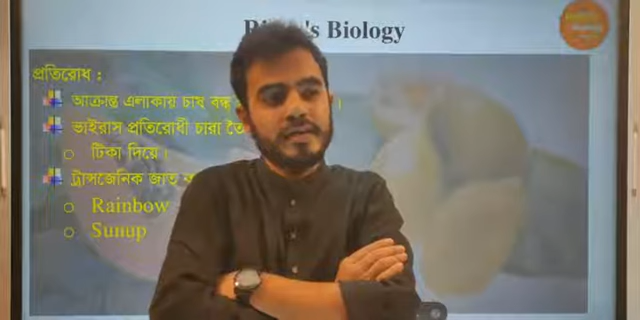 's Biology
প্রতিরোধ :
আক্রান্ত এলাকায় চাষ বন্ধ
ভাইরাস প্রতিরোধী চারা তৈ
টিকা দিয়ে।
ট্রান্সজেনিক জাত
Rainbow
Sunup